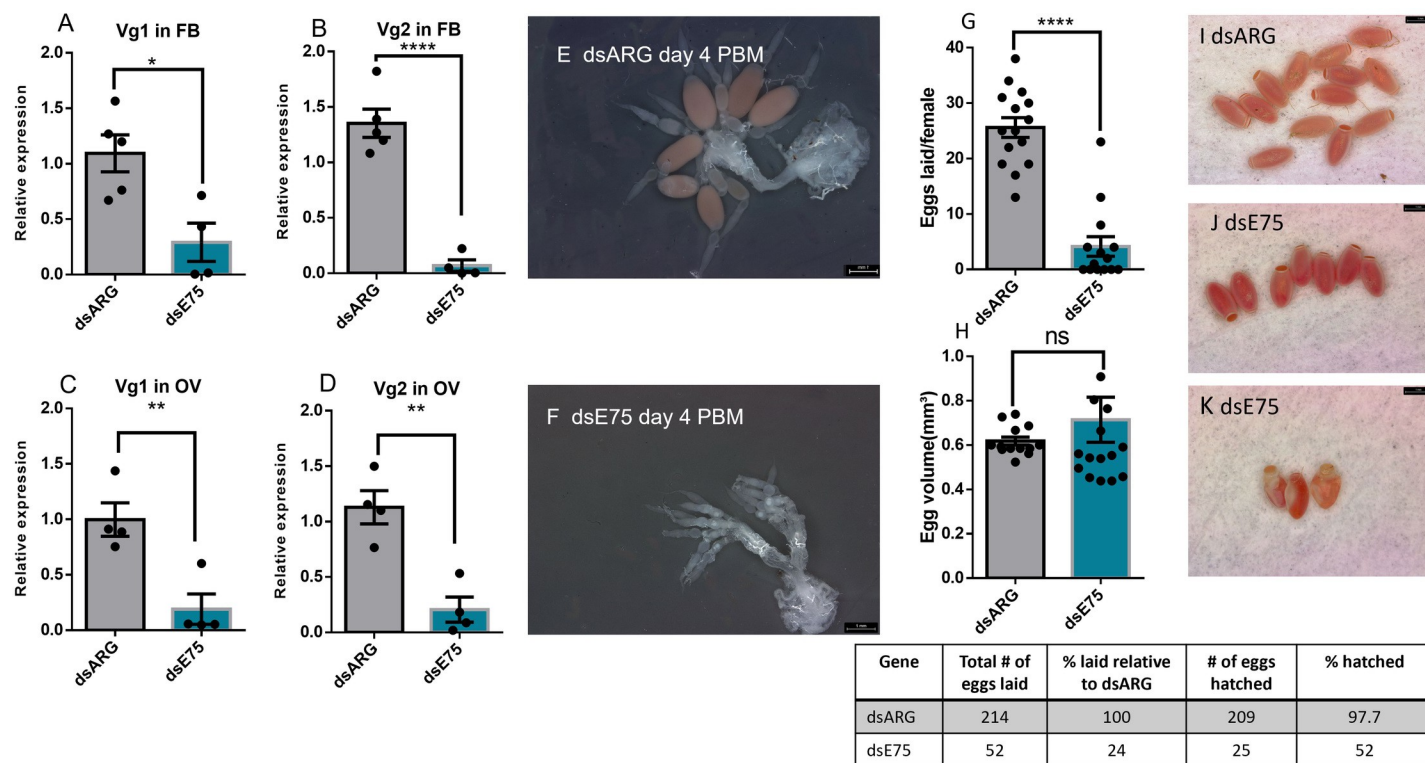 A
Vg1 in FB
*
Relative expression
2.0
1.5
1.0
0.5
0.0
dsARG
dsE75
B
Vg2 in FB
****
Relative expression
2.0
1.5
1.0
0.5
0.0
dsARG
dsE75
C
Vg1 in OV
**
Relative expression
2.0
1.5
1.0
0.5
0.0
dsARG
dsE75
D
Vg2 in OV
**
Relative expression
2.0
1.5
1.0
0.5
0.0
dsARG
dsE75
E dsARG day 4 PBM
F dsE75 day 4 PBM
1 mm
G
****
Eggs laid/female
40
30
20
10
0
dsARG
dsE75
H
ns
Egg volume(mm³)
1.0
0.8
0.6
0.4
0.2
0.0
dsARG
dsE75
I dsARG
J dsE75
K dsE75
Gene Total # of eggs laid % laid relative to dsARG # of eggs hatched % hatched
dsARG 214 100 209 97.7
dsE75 52 24 25 52